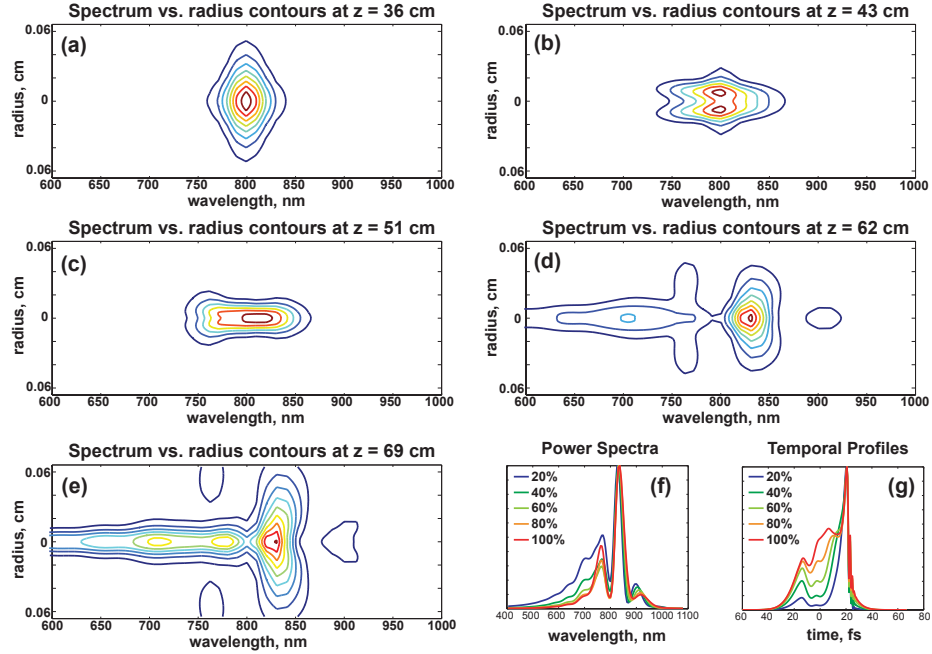 Spectrum vs. radius contours at z = 36 cm
Spectrum vs. radius contours at z = 43 cm
0.06
(a)
radius, cm
0
0.06
600 650 700 750 800 850 900 950 1000
wavelength, nm
0.06
(b)
radius, cm
0
0.06
600 650 700 750 800 850 900 950 1000
wavelength, nm
Spectrum vs. radius contours at z = 51 cm
Spectrum vs. radius contours at z = 62 cm
0.06
(c)
radius, cm
0
0.06
600 650 700 750 800 850 900 950 1000
wavelength, nm
0.06
(d)
radius, cm
0
0.06
600 650 700 750 800 850 900 950 1000
wavelength, nm
Spectrum vs. radius contours at z = 69 cm
0.06
(e)
radius, cm
0
0.06
600 650 700 750 800 850 900 950 1000
wavelength, nm
Power Spectra
20%
40%
60%
80%
100%
(f)
400 500 600 700 800 900 1000 1100
wavelength, nm
Temporal Profiles
20%
40%
60%
80%
100%
(g)
60 40 20 0 20 40 60 80
time, fs